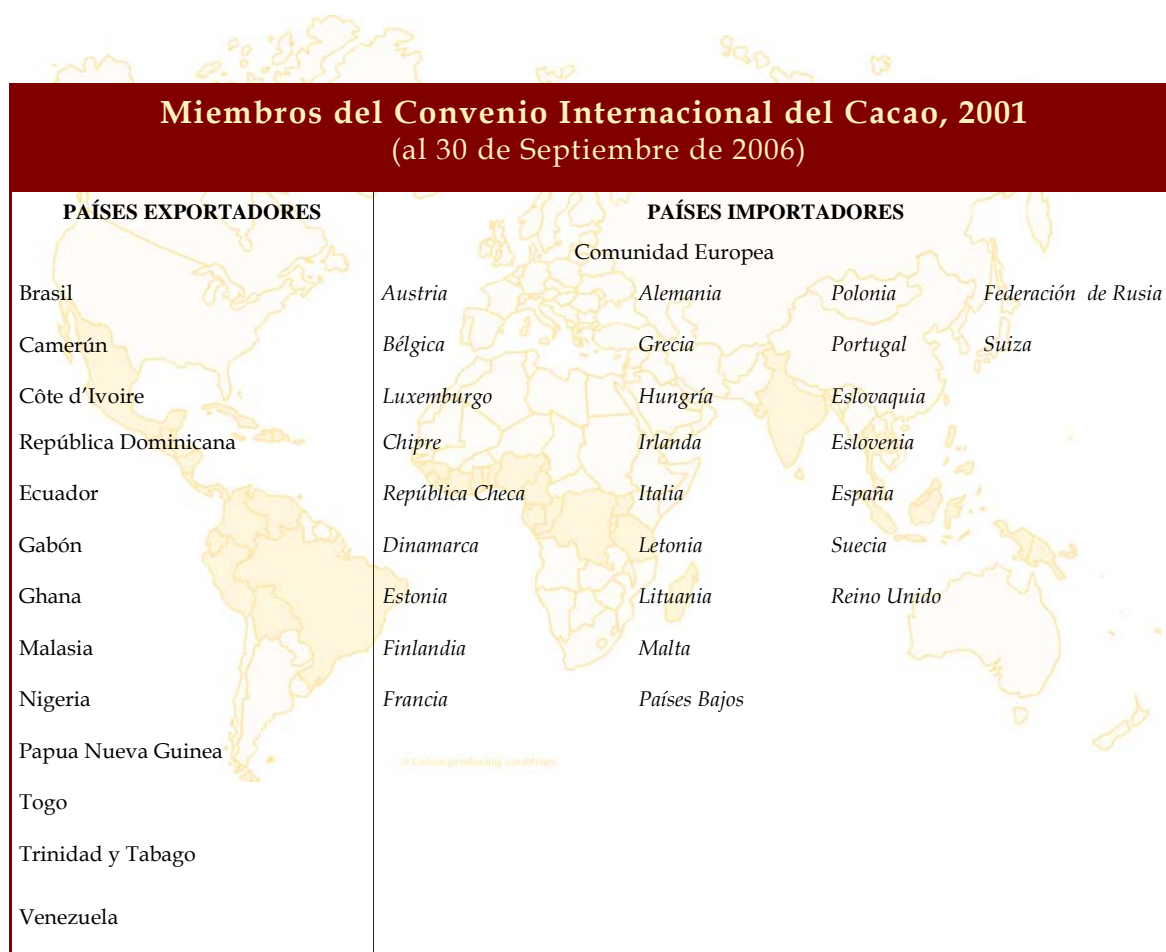 Miembros del Convenio Internacional del Cacao, 2001
(al 30 de Septiembre de 2006)
PAÍSES EXPORTADORES
PAÍSES IMPORTADORES
Comunidad Europea
Brasil
Austria
Alemania
Polonia
Federación de Rusia
Camerún
Bélgica
Grecia
Portugal
Suiza
Côte d’Ivoire
Luxemburgo
Hungría
Eslovaquia
República Dominicana
Chipre
Irlanda
Eslovenia
Ecuador
República Checa
Italia
España
Gabón
Dinamarca
Letonia
Suecia
Ghana
Estonia
Lituania
Reino Unido
Malasia
Finlandia
Malta
Nigeria
Francia
Países Bajos
Papua Nueva Guinea
Cocoa producing countries
Togo
Trinidad y Tabago
Venezuela